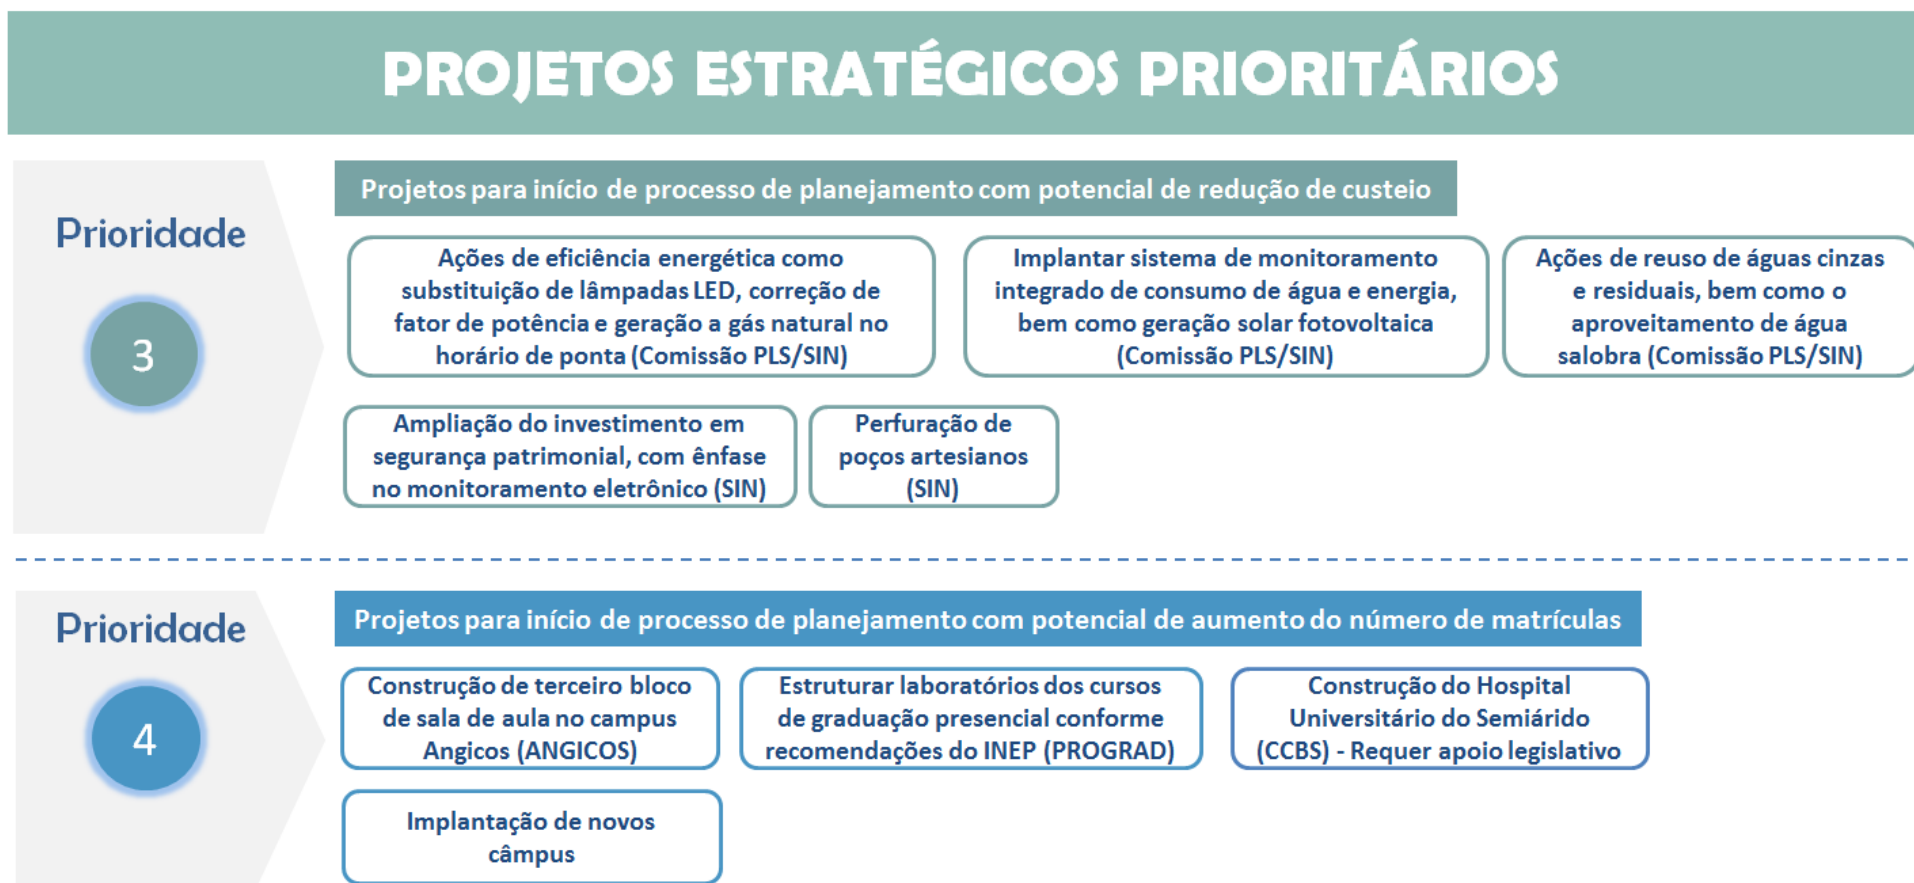 PROJETOS ESTRATÉGICOS PRIORITÁRIOS
Prioridade
3
Projetos para início de processo de planejamento com potencial de redução de custeio
Ações de eficiência energética como
substituição de lâmpadas LED, correção de
fator de potência e geração a gás natural no
horário de ponta (Comissão PLS/SIN)
Implantar sistema de monitoramento
integrado de consumo de água e energia,
bem como geração solar fotovoltaica
(Comissão PLS/SIN)
Ações de reuso de águas cinzas
e residuais, bem como o
aproveitamento de água
salobra (Comissão PLS/SIN)
Ampliação do investimento em
segurança patrimonial, com ênfase
no monitoramento eletrônico (SIN)
Perfuração de
poços artesianos
(SIN)
Prioridade
4
Projetos para início de processo de planejamento com potencial de aumento do número de matrículas
Construção de terceiro bloco
de sala de aula no campus
Angicos (ANGICOS)
Estruturar laboratórios dos cursos
de graduação presencial conforme
recomendações do INEP (PROGRAD)
Construção do Hospital
Universitário do Semiárido
(CCBS) - Requer apoio legislativo
Implantação de novos
câmpus